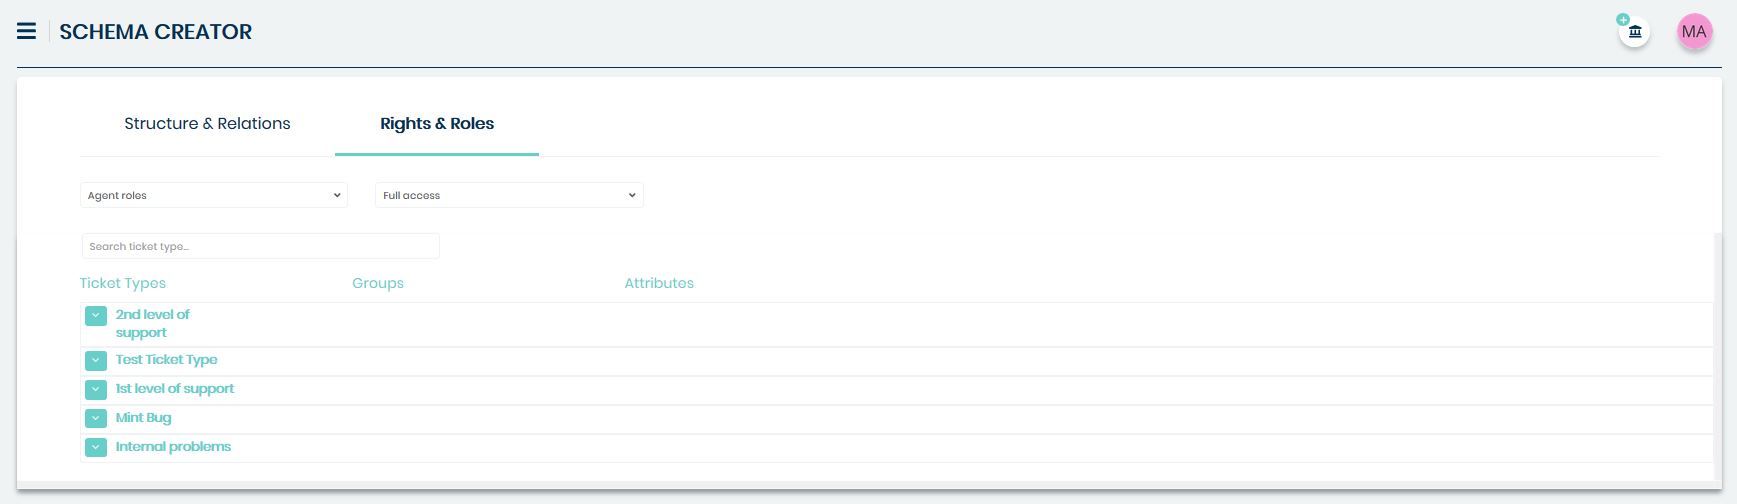 SCHEMA CREATOR
MA
Structure & Relations
Rights & Roles
Agent roles
Full access
Search ticket type...
Ticket Types
Groups
Attributes
2nd level of
support
Test Ticket Type
1st level of support
Mint Bug
Internal problems